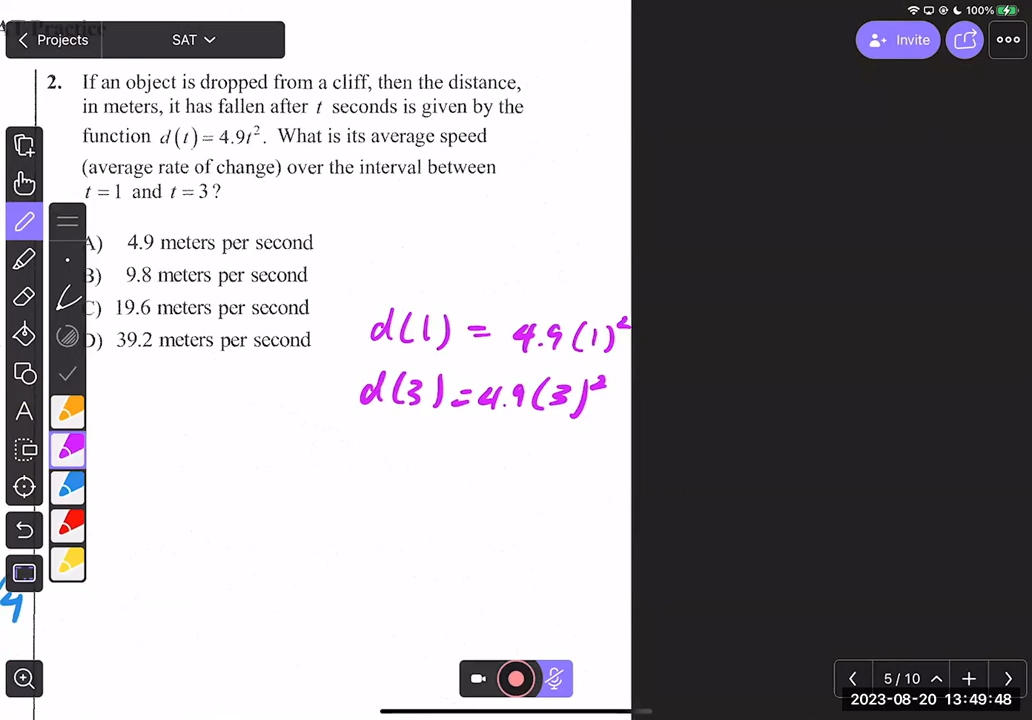 100%
Projects
SAT
Invite
2. If an object is dropped from a cliff, then the distance,
in meters, it has fallen after t seconds is given by the
function d(t) = 4.9t². What is its average speed
(average rate of change) over the interval between
t = 1 and t = 3?
A) 4.9 meters per second
B) 9.8 meters per second
C) 19.6 meters per second
D) 39.2 meters per second
d(1) = 4.9(1)²
d(3) = 4.9(3)²
A
4
5 / 10
2023-08-20 13:49:48